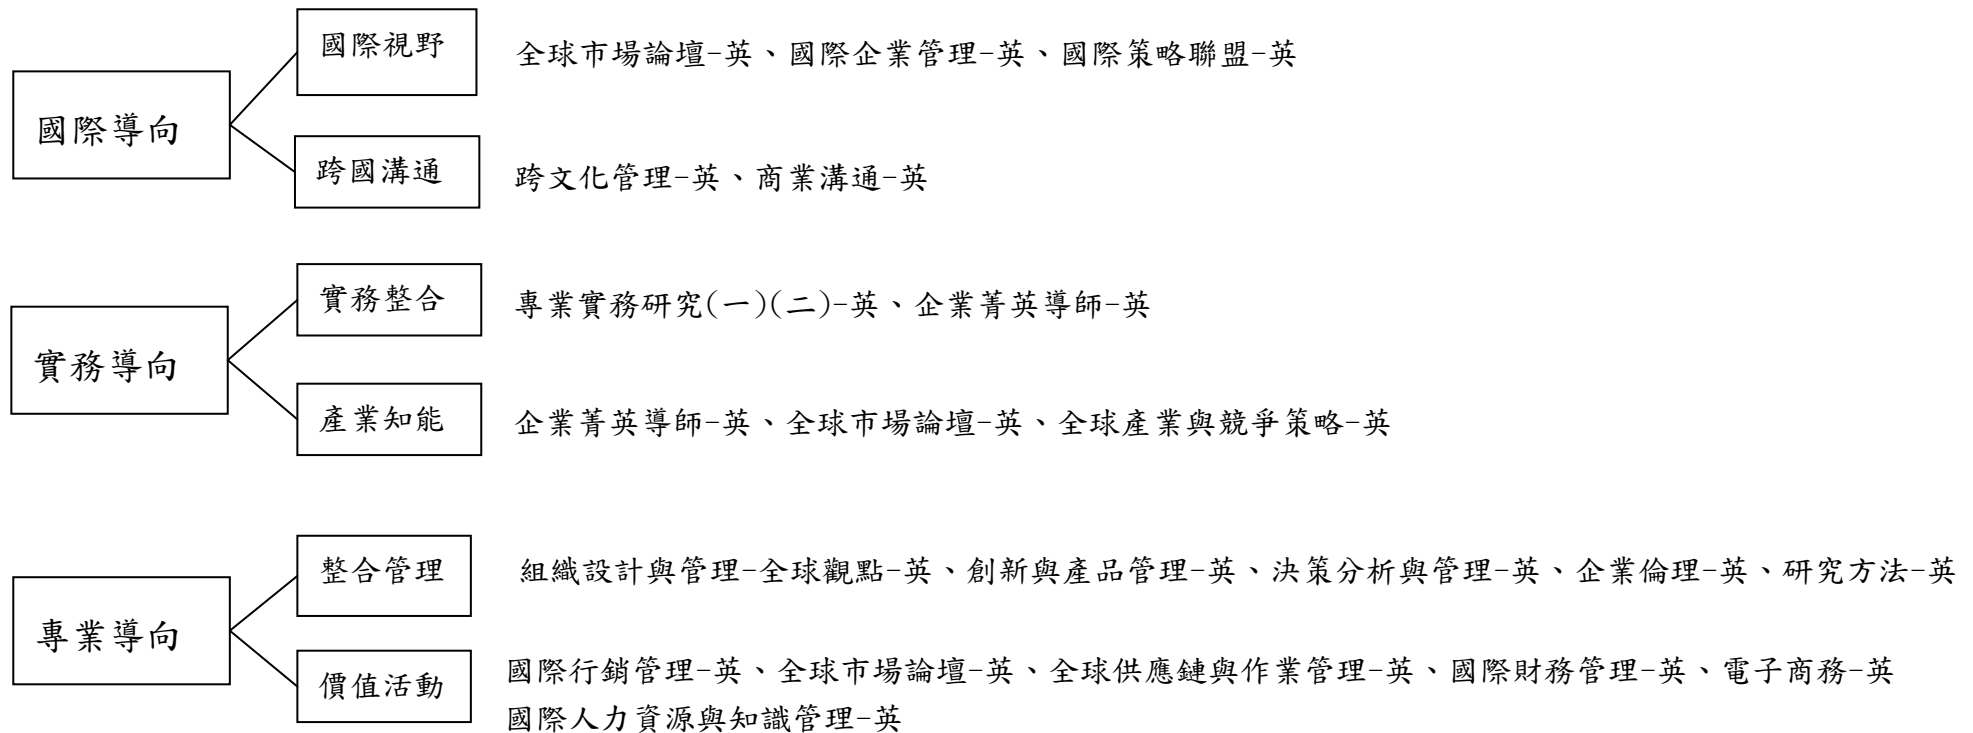 國際導向
國際視野
全球市場論壇-英、國際企業管理-英、國際策略聯盟-英
跨國溝通
跨文化管理-英、商業溝通-英
實務導向
實務整合
專業實務研究(一)(二)-英、企業菁英導師-英
產業知能
企業菁英導師-英、全球市場論壇-英、全球產業與競爭策略-英
專業導向
整合管理
組織設計與管理-全球觀點-英、創新與產品管理-英、決策分析與管理-英、企業倫理-英、研究方法-英
價值活動
國際行銷管理-英、全球市場論壇-英、全球供應鏈與作業管理-英、國際財務管理-英、電子商務-英
國際人力資源與知識管理-英